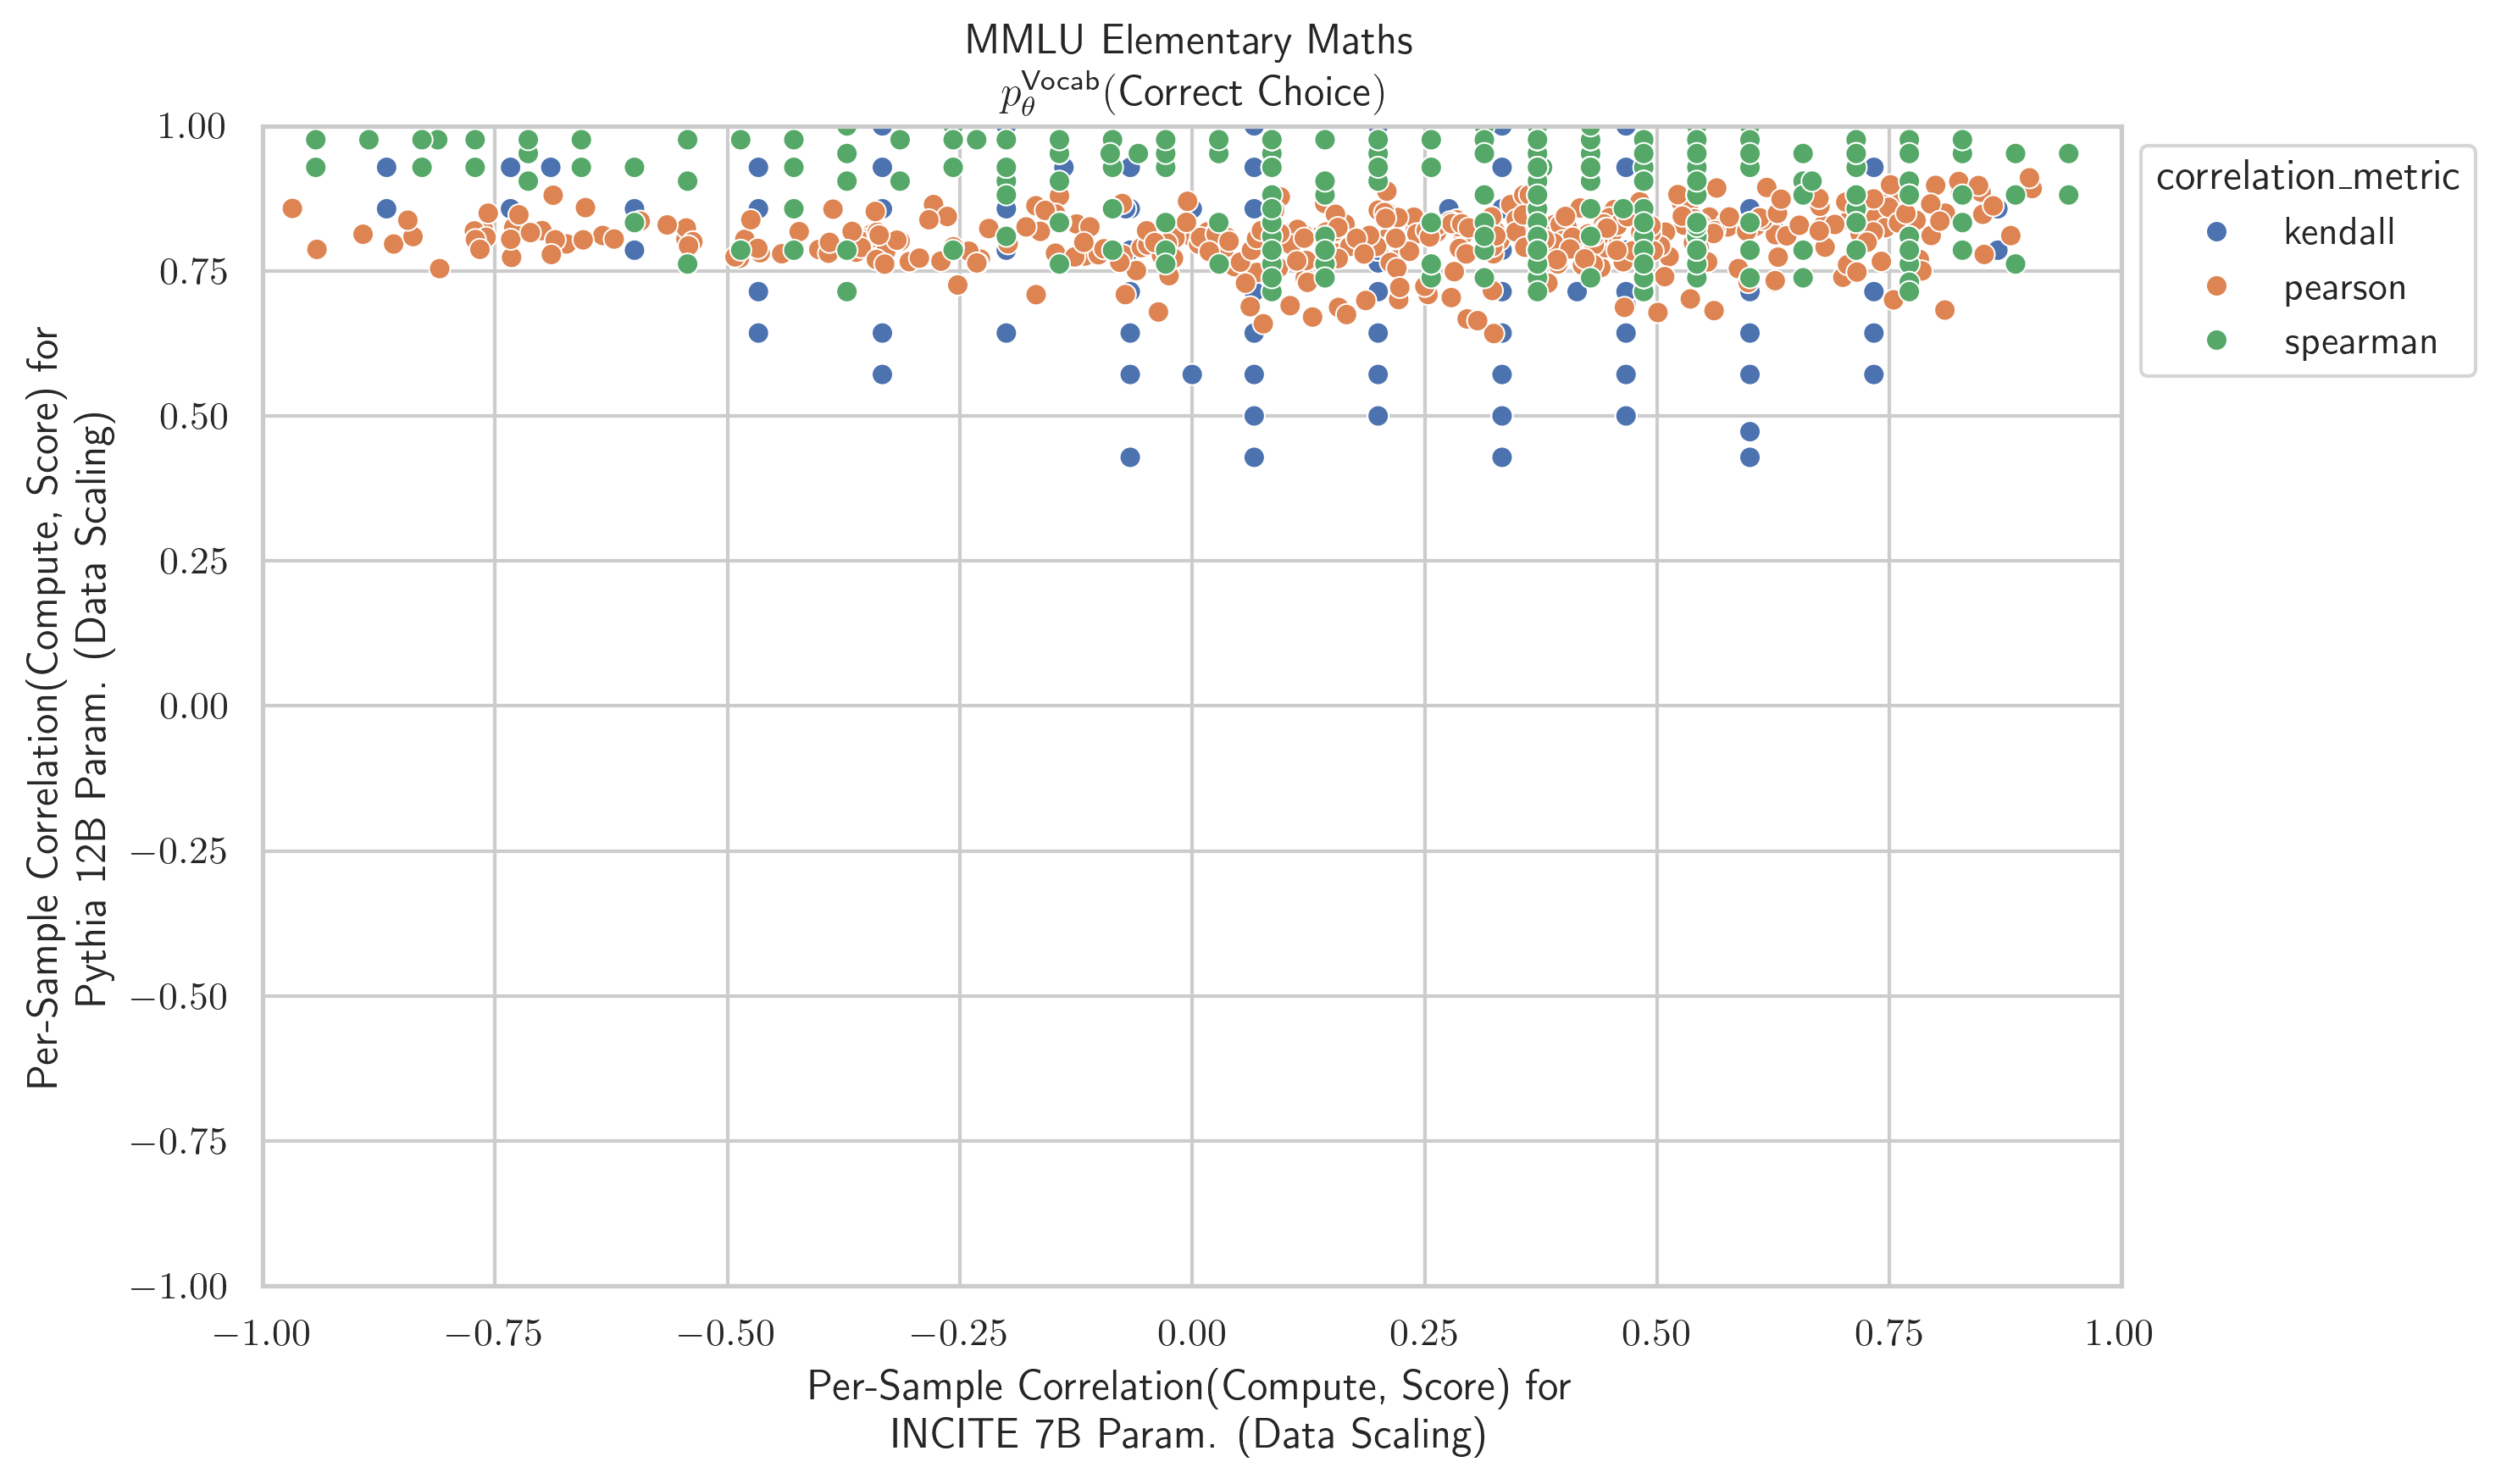 MMLU Elementary Maths
p_θ^Vocab(Correct Choice)
1.00
0.75
0.50
0.25
0.00
−0.25
−0.50
−0.75
−1.00
Per-Sample Correlation(Compute, Score) for
Pythia 12B Param. (Data Scaling)
correlation_metric
kendall
pearson
spearman
−1.00 −0.75 −0.50 −0.25 0.00 0.25 0.50 0.75 1.00
Per-Sample Correlation(Compute, Score) for
INCITE 7B Param. (Data Scaling)